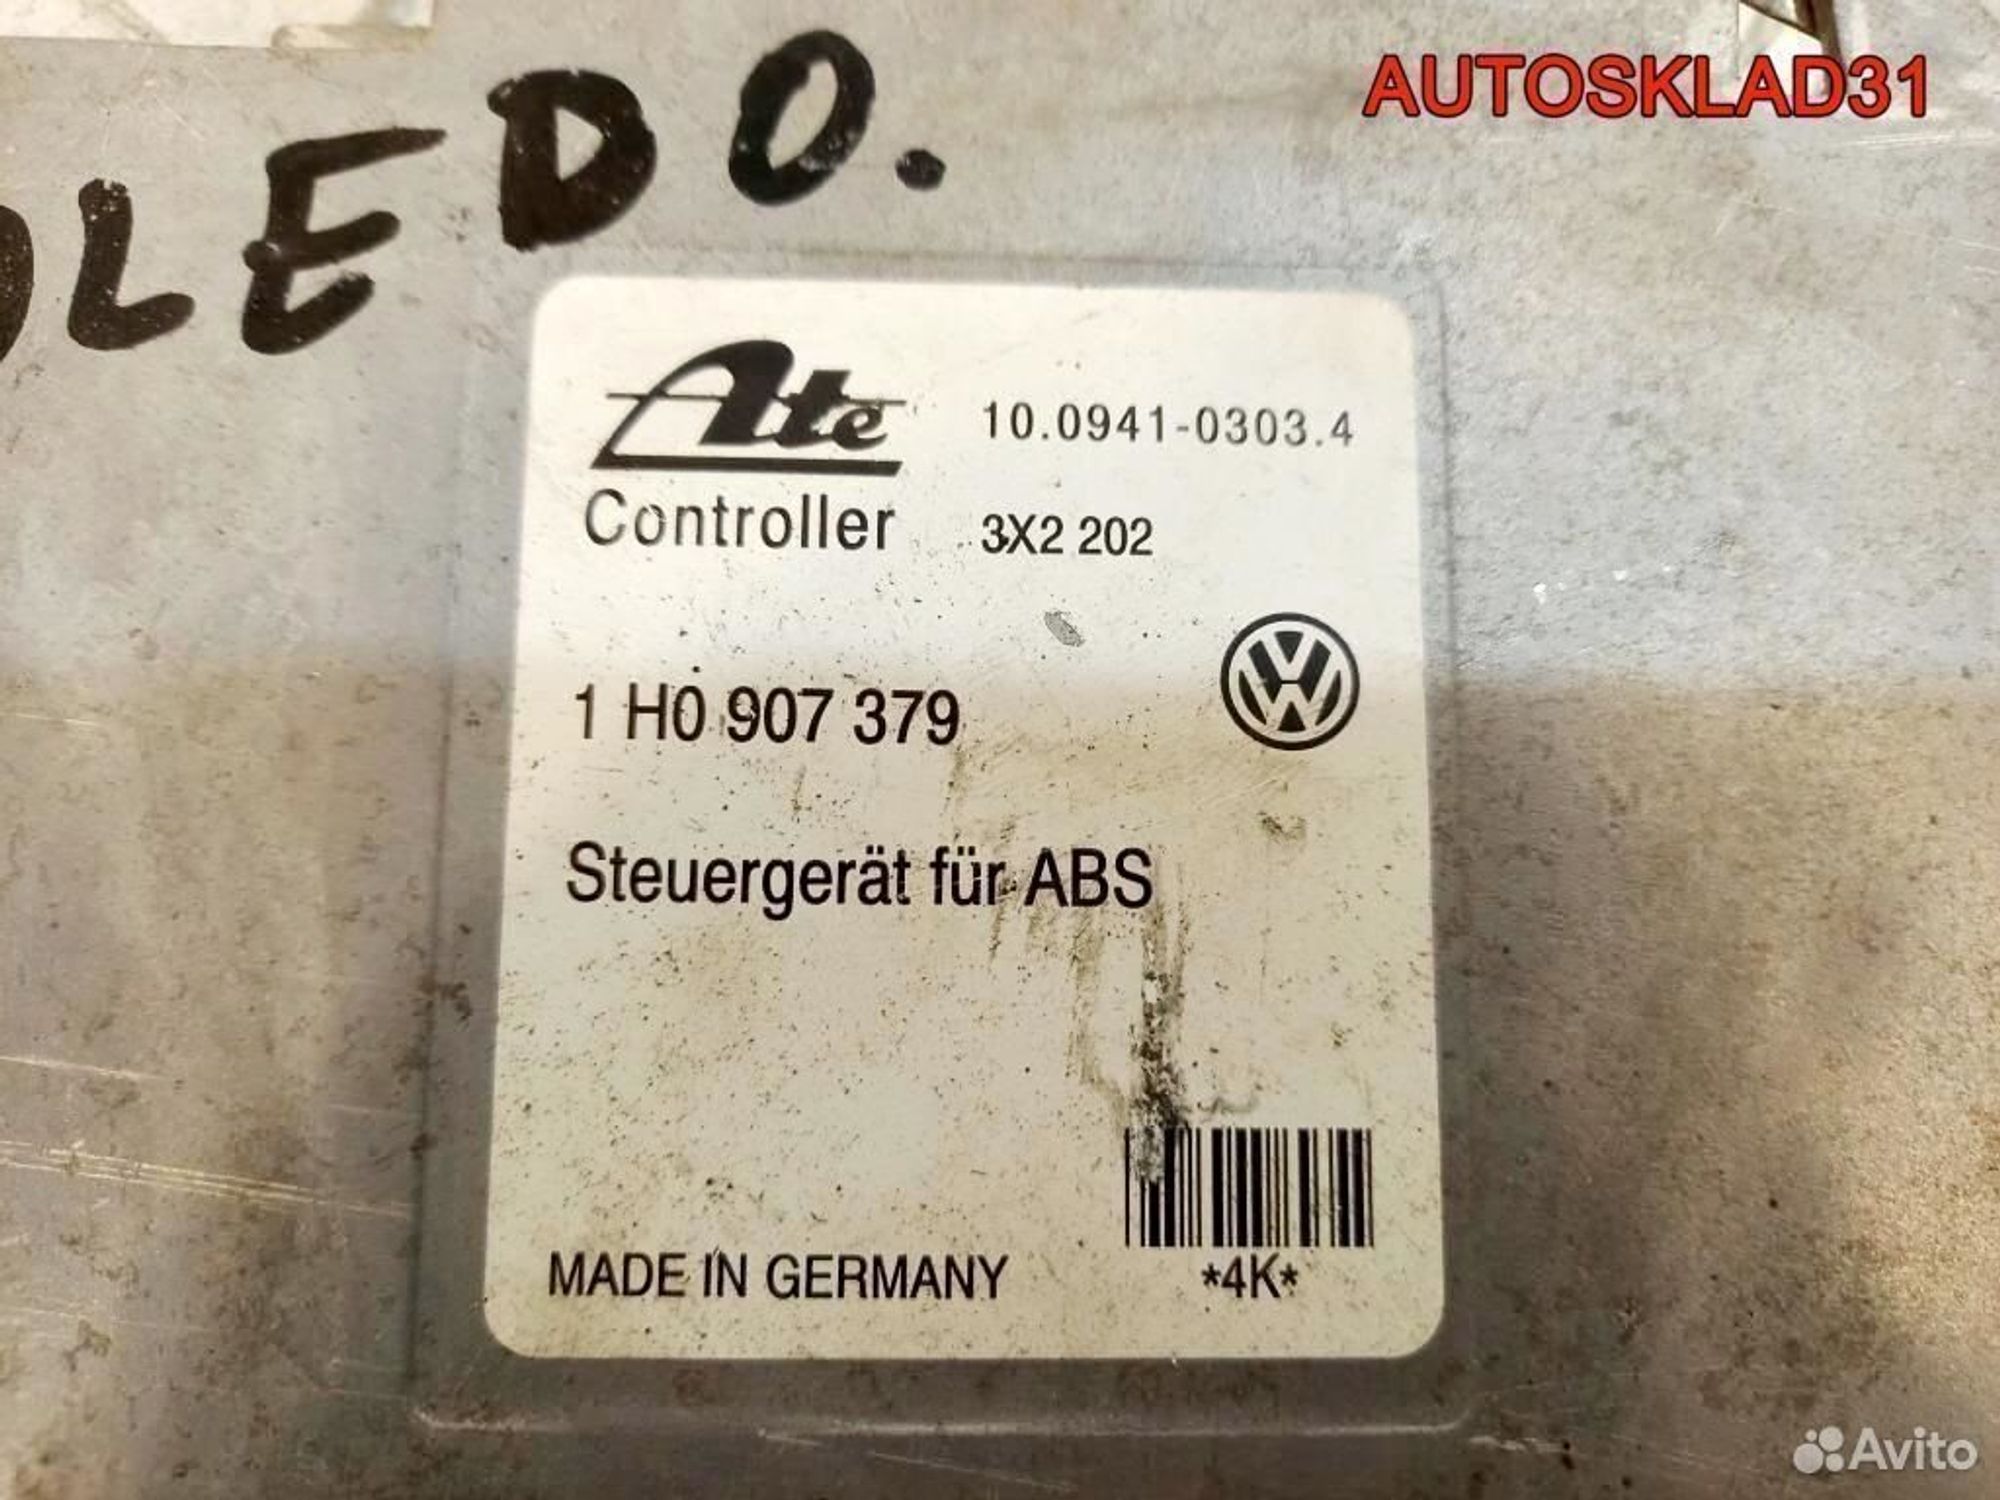 AUTOSKLAD31
OLEDO.
Ate 10.0941-0303.4
Controller 3X2 202
1 H0 907 379
Steuergerät für ABS
MADE IN GERMANY *4K*
Avito